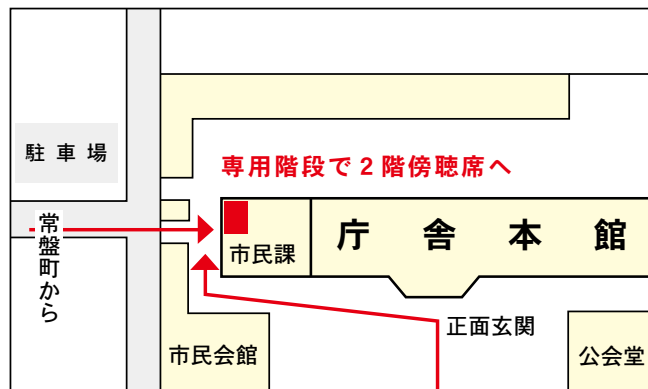 駐車場
専用階段で2階傍聴席へ
常盤町から
市民課
庁舎本館
正面玄関
市民会館
公会堂